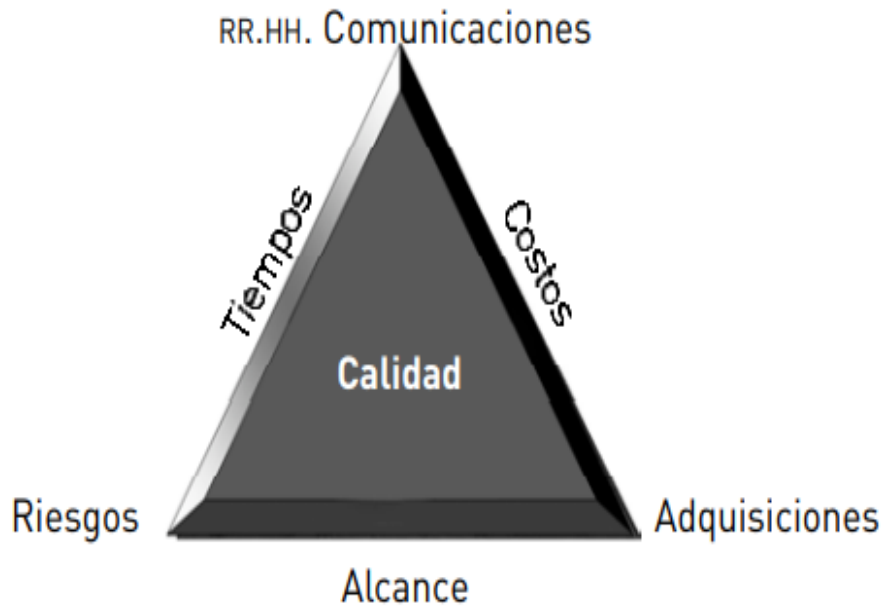 RR.HH. Comunicaciones
Tiempos
Costos
Calidad
Riesgos
Adquisiciones
Alcance